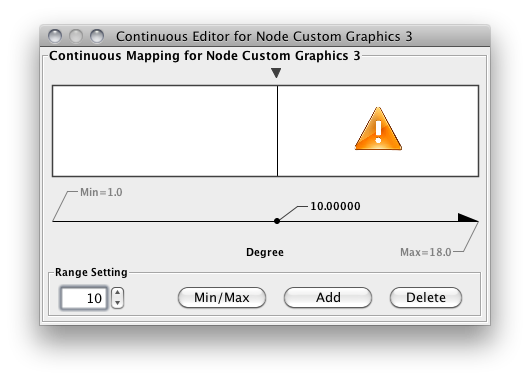 Continuous Editor for Node Custom Graphics 3
Continuous Mapping for Node Custom Graphics 3
Min=1.0
10.00000
Degree
Max=18.0
Range Setting
10
Min/Max
Add
Delete